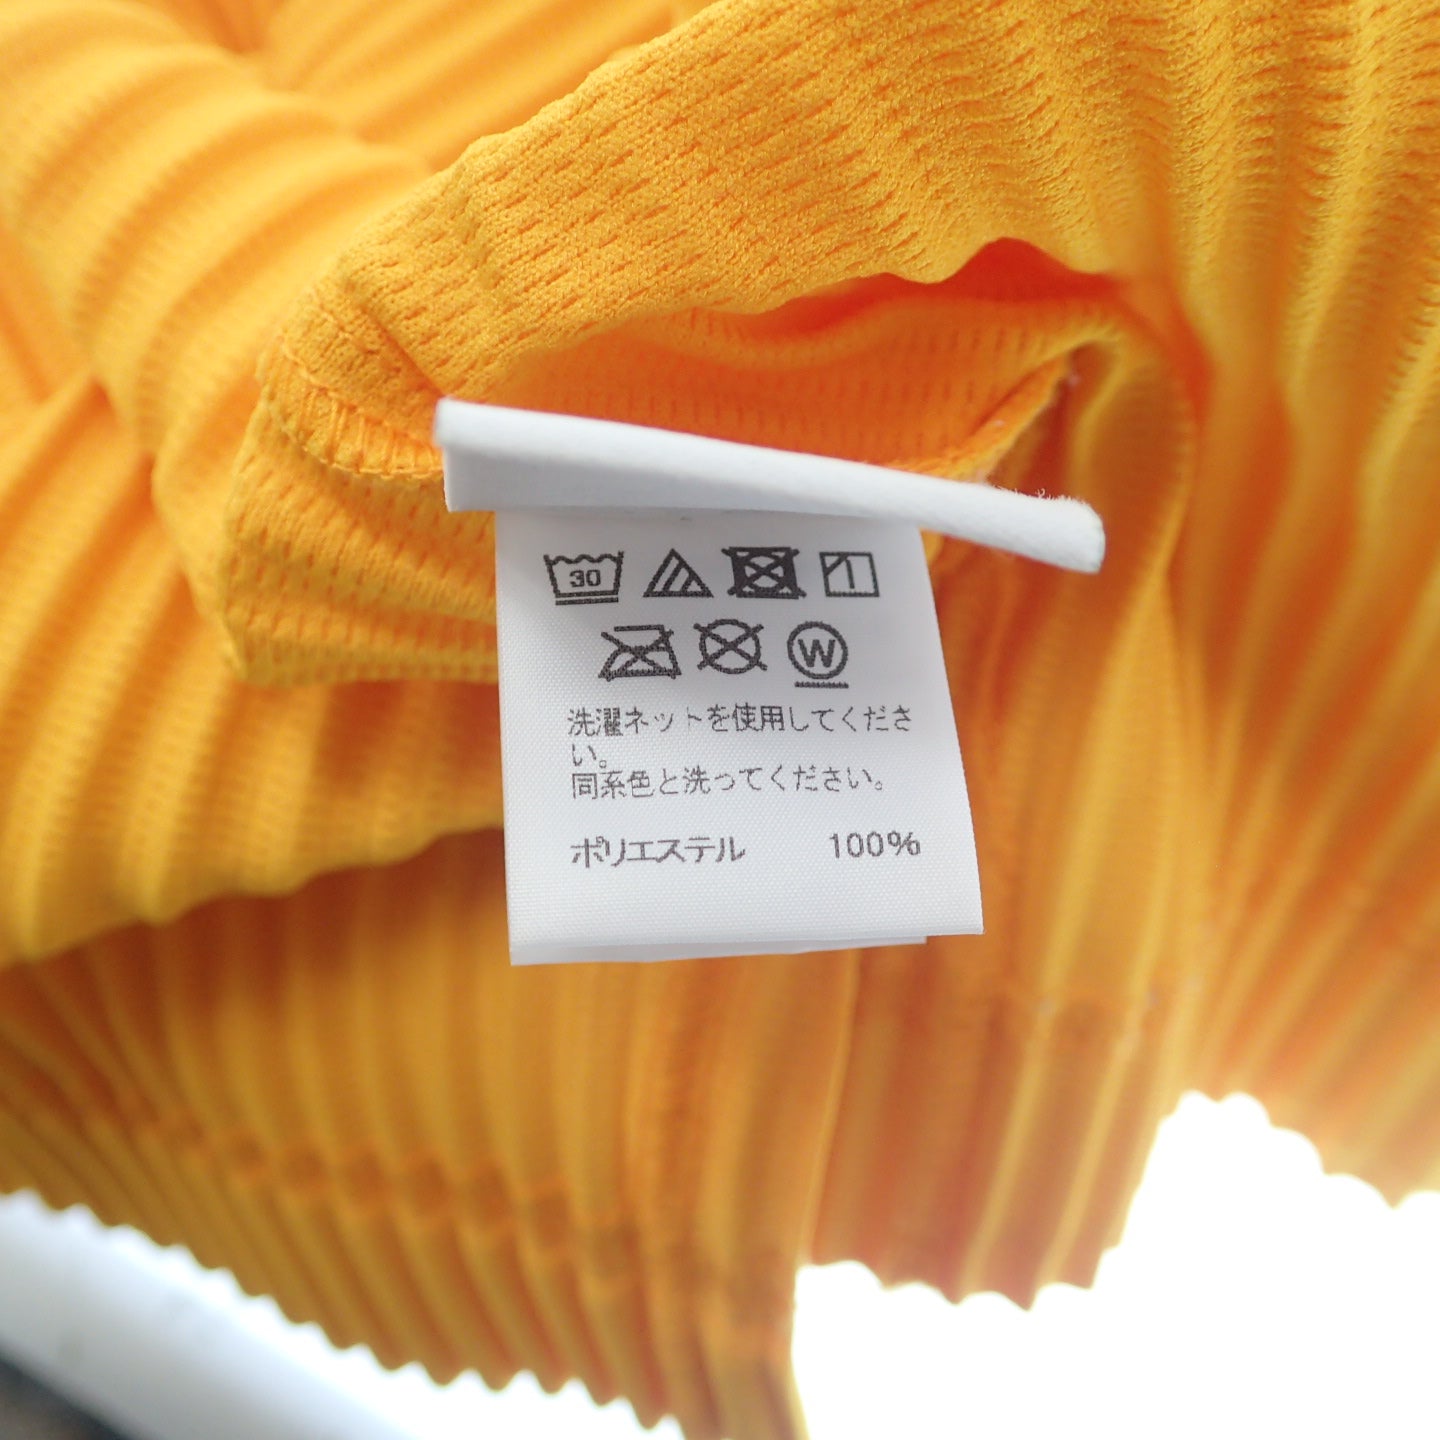 30
W
洗濯ネットを使用してくださ
い。
同系色と洗ってください。
ポリエステル 100%